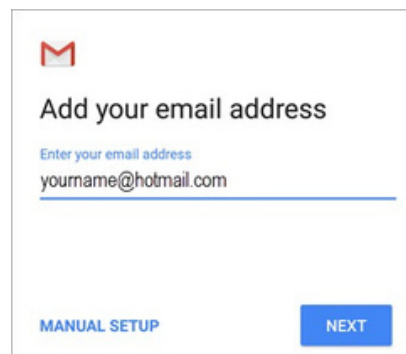 Add your email address
Enter your email address
yourname@hotmail.com
MANUAL SETUP
NEXT